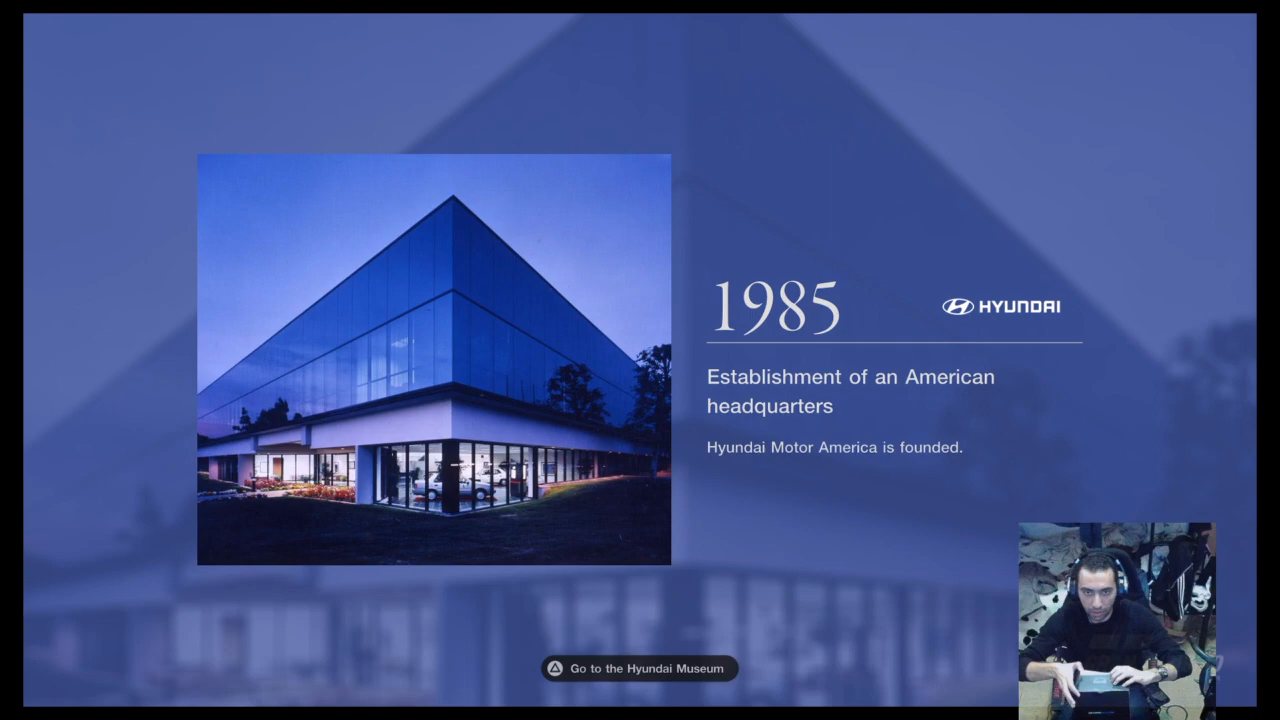 1985
HYUNDAI
Establishment of an American
headquarters
Hyundai Motor America is founded.
Go to the Hyundai Museum